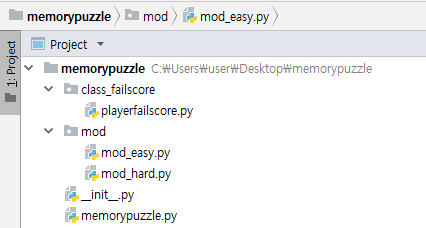 memorypuzzle mod mod_easy.py
1: Project
Project
memorypuzzle C:₩Users₩user₩Desktop₩memorypuzzle
class_failscore
playerfailscore.py
mod
mod_easy.py
mod_hard.py
__init__.py
memorypuzzle.py